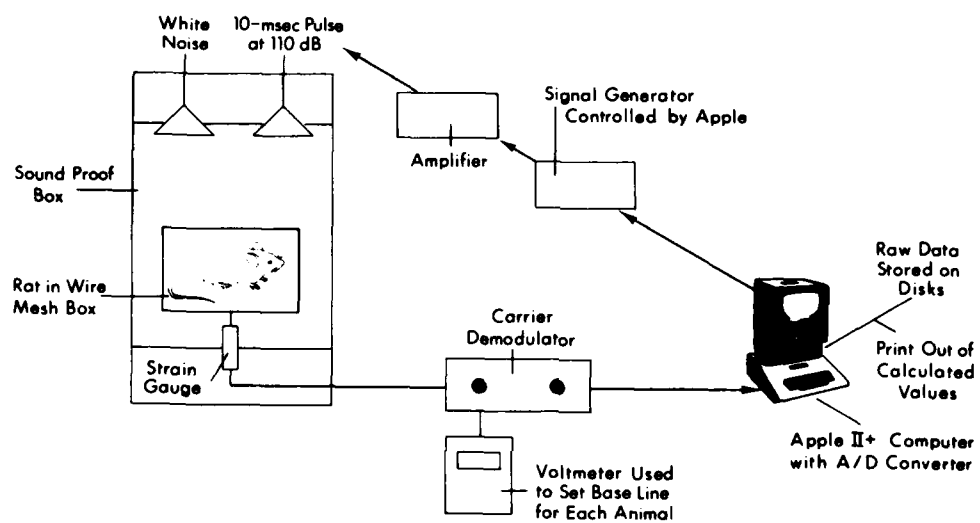 White
Noise
10-msec Pulse
at 110 dB
Signal Generator
Controlled by Apple
Amplifier
Sound Proof
Box
Raw Data
Stored on
Disks
Rat in Wire
Mesh Box
Carrier
Demodulator
Strain
Gauge
Print Out of
Calculated
Values
Apple II+ Computer
with A/D Converter
Voltmeter Used
to Set Base Line
for Each Animal